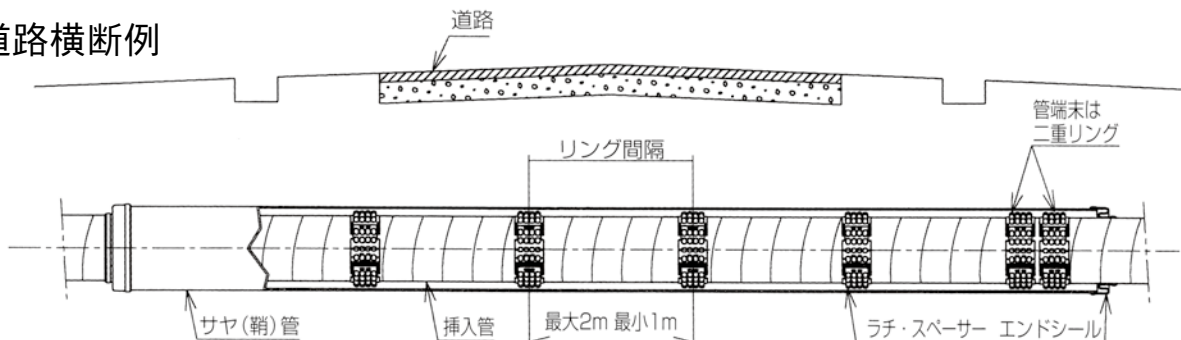 道路横断例
道路
管端末は
二重リング
リング間隔
サヤ(鞘)管
挿入管
最大2m 最小1m
ラチ・スペーサー エンドシール